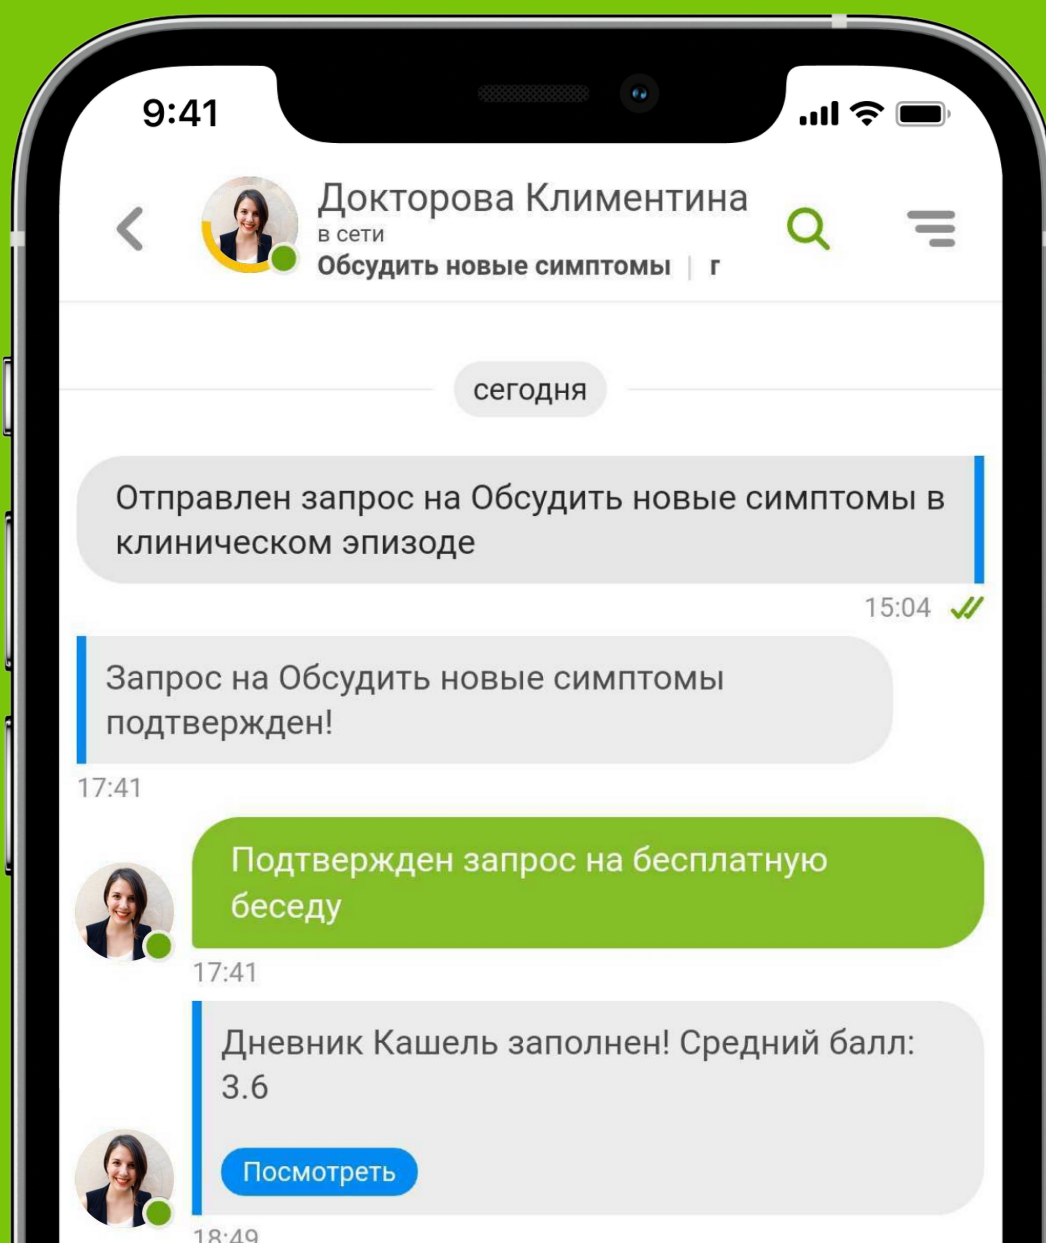 9:41
Докторова Климентина
в сети
Обсудить новые симптомы | г
сегодня
Отправлен запрос на Обсудить новые симптомы в
клиническом эпизоде
15:04
Запрос на Обсудить новые симптомы
подтвержден!
17:41
Подтвержден запрос на бесплатную
беседу
17:41
Дневник Кашель заполнен! Средний балл:
3.6
Посмотреть
18:49